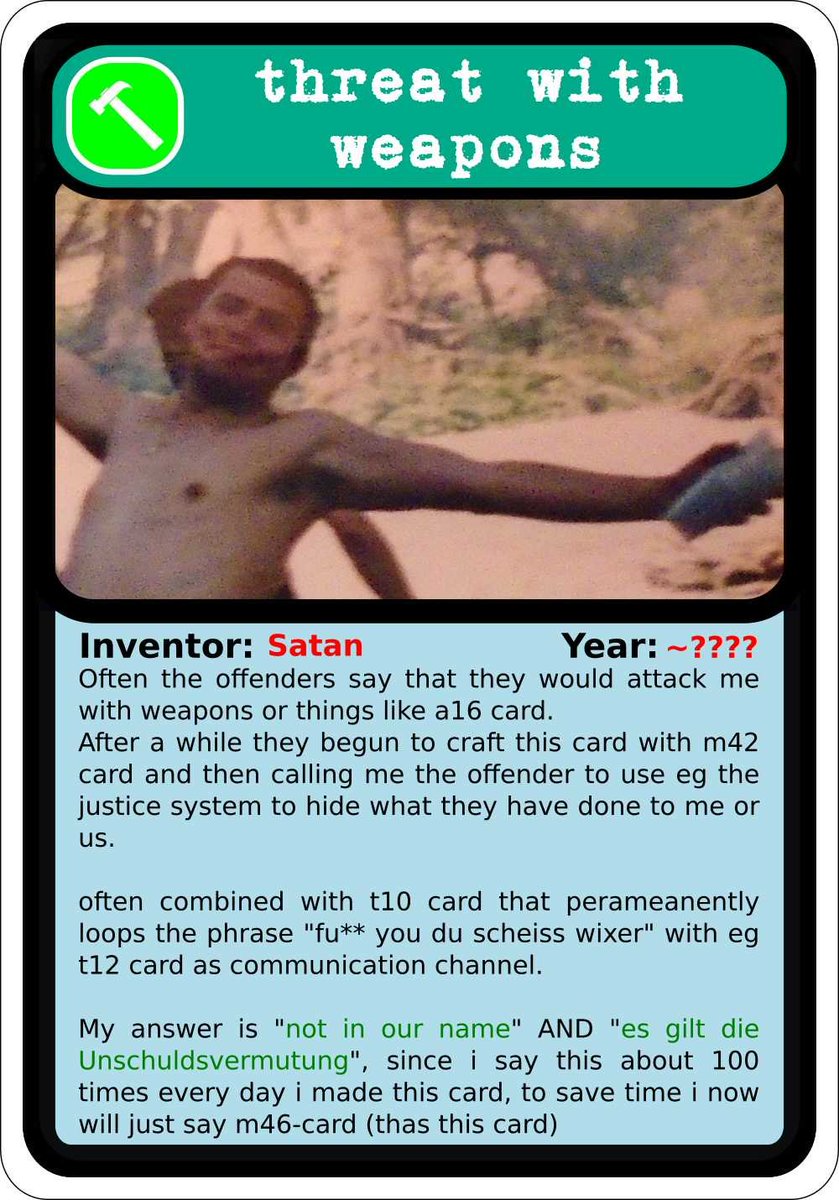 threat with
weapons
Inventor: Satan Year: ~????
Often the offenders say that they would attack me
with weapons or things like a16 card.
After a while they begun to craft this card with m42
card and then calling me the offender to use eg the
justice system to hide what they have done to me or
us.
often combined with t10 card that perameanently
loops the phrase "fu** you du scheiss wixer" with eg
t12 card as communication channel.
My answer is "not in our name" AND "es gilt die
Unschuldsvermutung", since i say this about 100
times every day i made this card, to save time i now
will just say m46-card (thas this card)